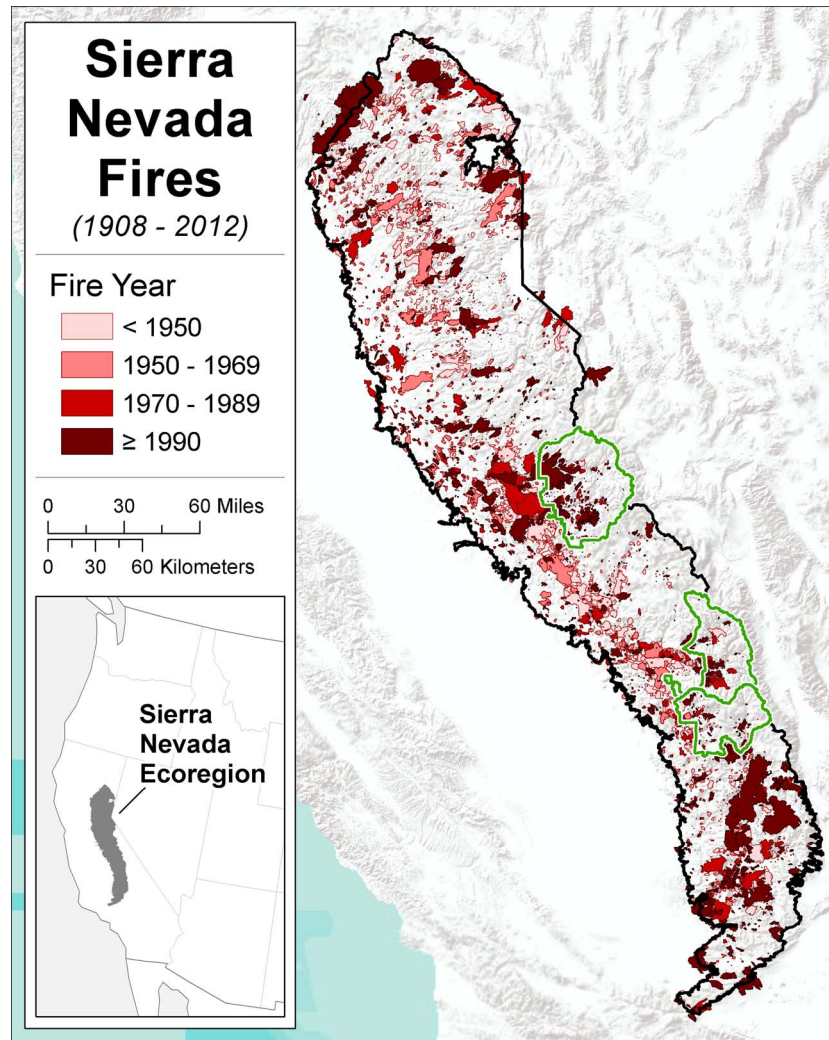 Sierra
Nevada
Fires
(1908 - 2012)
Fire Year
< 1950
1950 - 1969
1970 - 1989
≥ 1990
0 30 60 Miles
0 30 60 Kilometers
Sierra
Nevada
Ecoregion